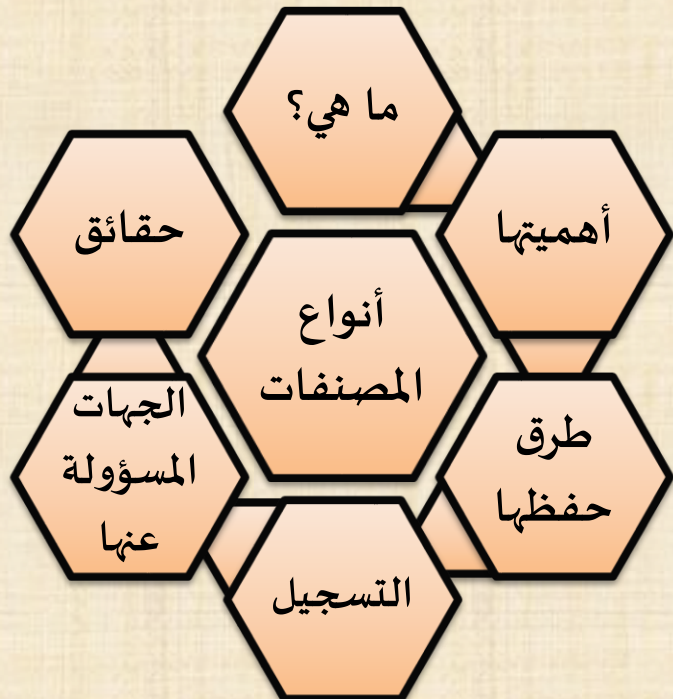 ما هي؟
أهميتها
حقائق
أنواع
المصنفات
الجهات
المسؤولة
عنها
طرق
حفظها
التسجيل